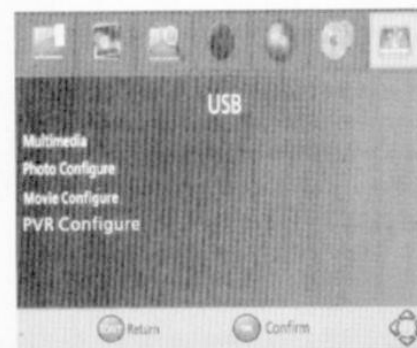 USB
Multimedia
Photo Configure
Movie Configure
PVR Configure
Return
Confirm